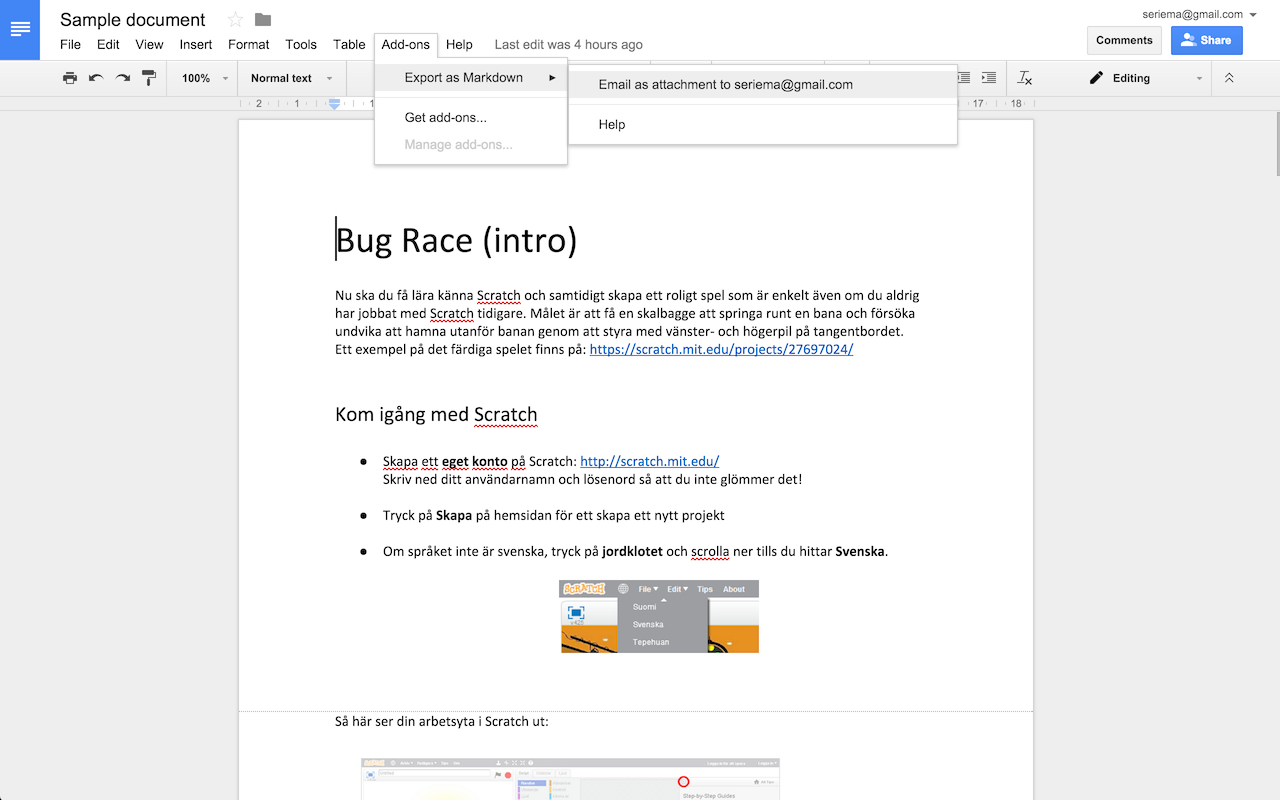 Sample document
seriema@gmail.com
File Edit View Insert Format Tools Table Add-ons Help Last edit was 4 hours ago
Comments Share
100% Normal text Editing
Export as Markdown
Email as attachment to seriema@gmail.com
Get add-ons...
Help
Manage add-ons...
2 1 1 17 18
Bug Race (intro)
Nu ska du få lära känna Scratch och samtidigt skapa ett roligt spel som är enkelt även om du aldrig
har jobbat med Scratch tidigare. Målet är att få en skalbagge att springa runt en bana och försöka
undvika att hamna utanför banan genom att styra med vänster- och högerpil på tangentbordet.
Ett exempel på det färdiga spelet finns på: https://scratch.mit.edu/projects/27697024/
Kom igång med Scratch
● Skapa ett eget konto på Scratch: http://scratch.mit.edu/
Skriv ned ditt användarnamn och lösenord så att du inte glömmer det!
● Tryck på Skapa på hemsidan för ett skapa ett nytt projekt
● Om språket inte är svenska, tryck på jordklotet och scrolla ner tills du hittar Svenska.
SCRATCH File Edit Tips About
Suomi
Svenska
Tepehuan
Så här ser din arbetsyta i Scratch ut:
Step-by-Step Guides